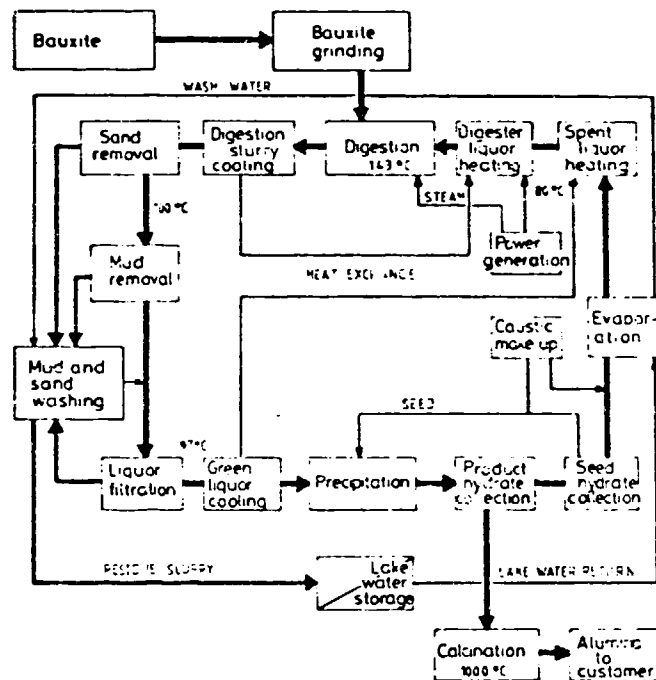 Bauxite
Bauxite
grinding
WASH WATER
Sand
removal
Digestion
slurry
cooling
Digestion
143 °C
Digester
liquor
heating
Spent
liquor
heating
100 °C
STEAM
86 °C
Power
generation
Mud
removal
HEAT EXCHANGE
Caustic
make up
Evapor-
ation
Mud and
sand
washing
SEED
97 °C
Liquor
filtration
Green
liquor
cooling
Precipitation
Product
hydrate
collection
Seed
hydrate
collection
RESIDUE SLURRY
Lake
water
storage
LAKE WATER RETURN
Calcination
1000 °C
Alumina
to
customer